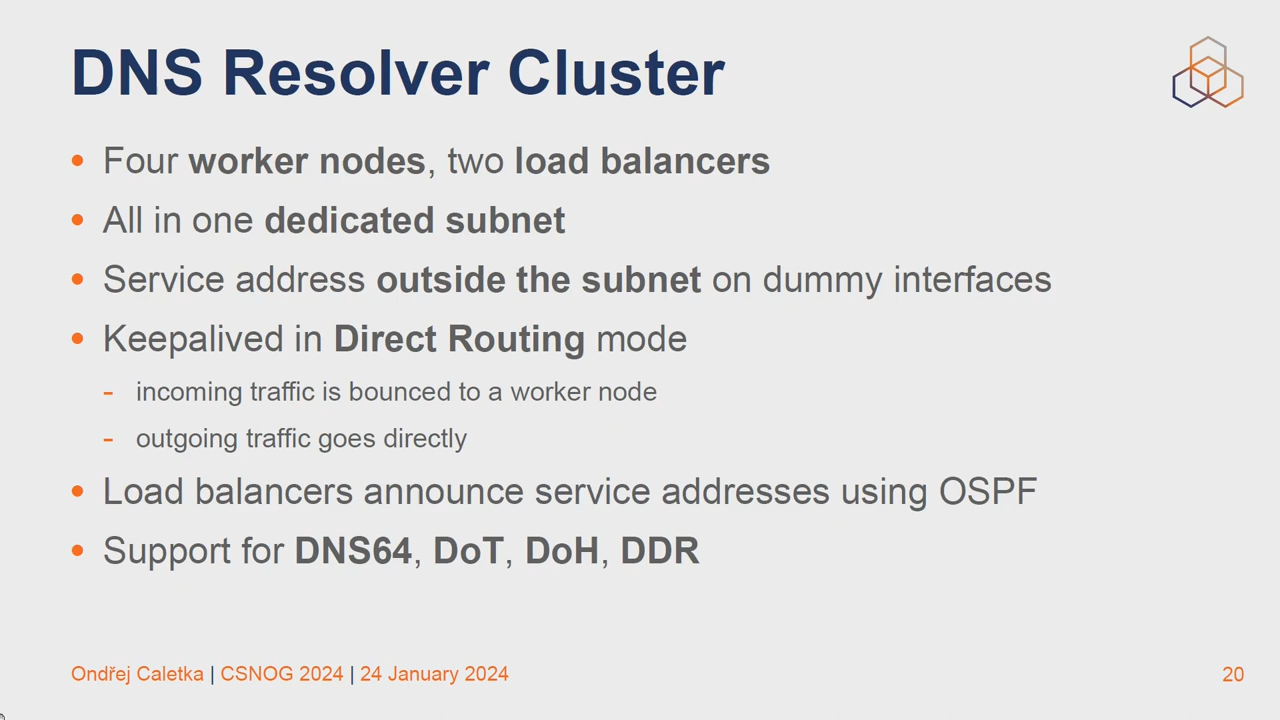 DNS Resolver Cluster
• Four worker nodes, two load balancers
• All in one dedicated subnet
• Service address outside the subnet on dummy interfaces
• Keepalived in Direct Routing mode
- incoming traffic is bounced to a worker node
- outgoing traffic goes directly
• Load balancers announce service addresses using OSPF
• Support for DNS64, DoT, DoH, DDR
Ondřej Caletka | CSNOG 2024 | 24 January 2024
20